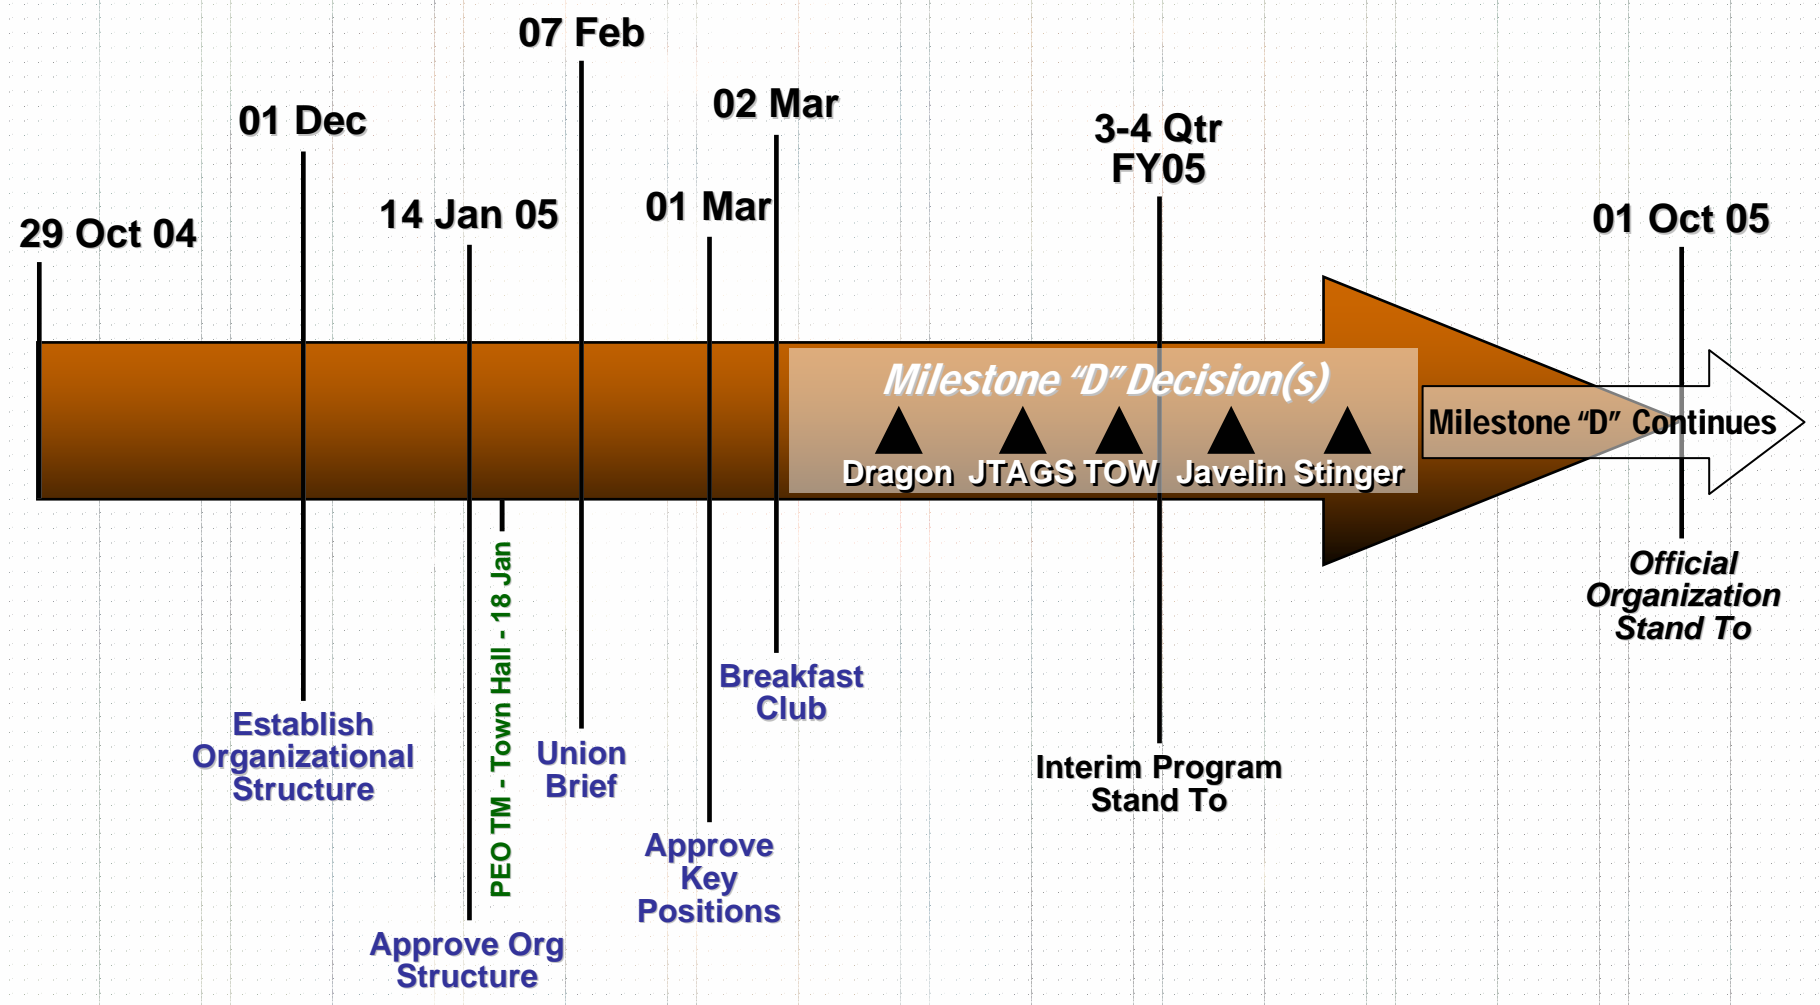 07 Feb
02 Mar
01 Dec
3-4 Qtr
FY05
01 Mar
14 Jan 05
01 Oct 05
29 Oct 04
Milestone “D” Decision(s)
Dragon JTAGS TOW Javelin Stinger
Milestone “D” Continues
PEO TM - Town Hall - 18 Jan
Official
Organization
Stand To
Breakfast
Club
Establish
Organizational
Structure
Union
Brief
Interim Program
Stand To
Approve
Key
Positions
Approve Org
Structure